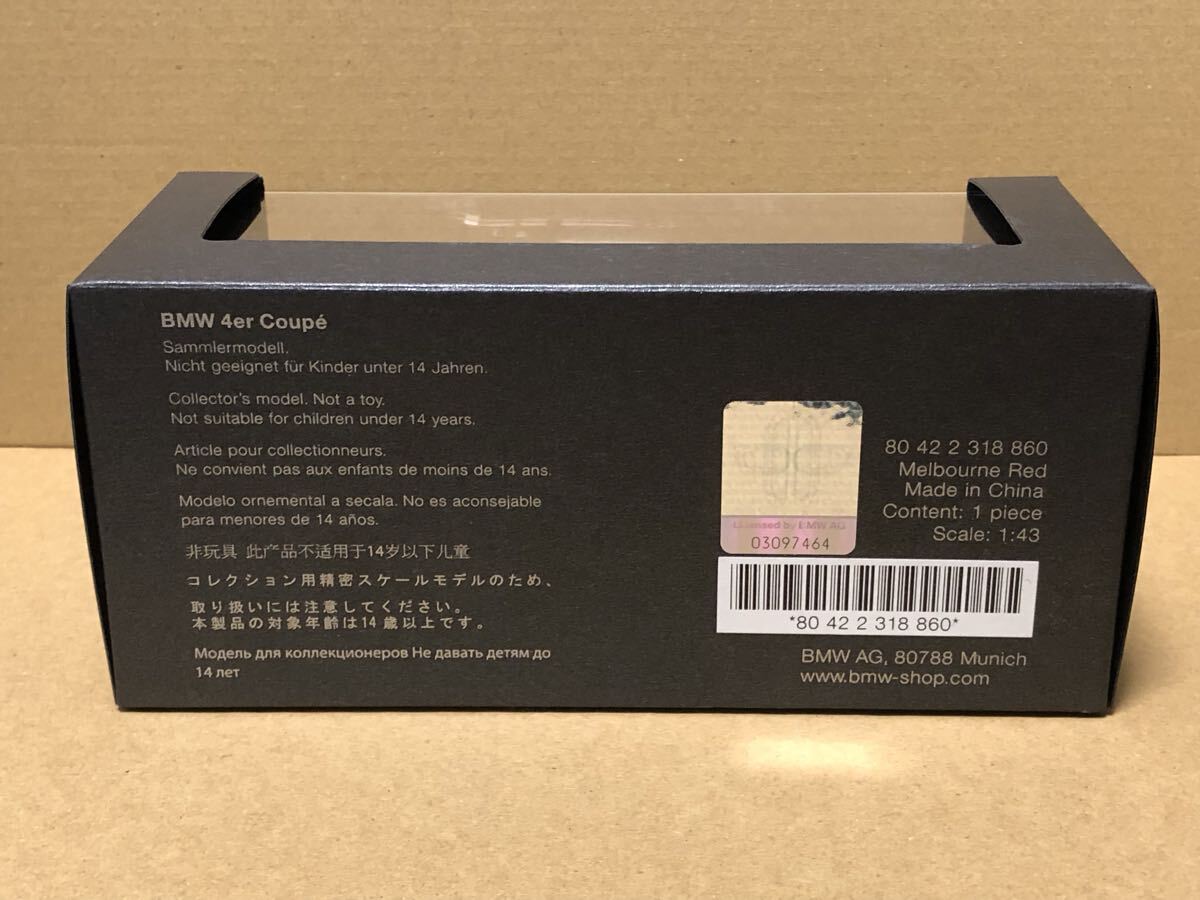 BMW 4er Coupé
Sammlermodell.
Nicht geeignet für Kinder unter 14 Jahren.
Collector's model. Not a toy.
Not suitable for children under 14 years.
Article pour collectionneurs.
Ne convient pas aux enfants de moins de 14 ans.
Modelo ornemental a secala. No es aconsejable
para menores de 14 años.
非玩具 此产品不适用于14岁以下儿童
コレクション用精密スケールモデルのため、
取り扱いには注意してください。
本製品の対象年齢は14歳以上です。
Модель для коллекционеров Не давать детям до
14 лет
Licensed by BMW AG
03097464
80 42 2 318 860
Melbourne Red
Made in China
Content: 1 piece
Scale: 1:43
*80 42 2 318 860*
BMW AG, 80788 Munich
www.bmw-shop.com